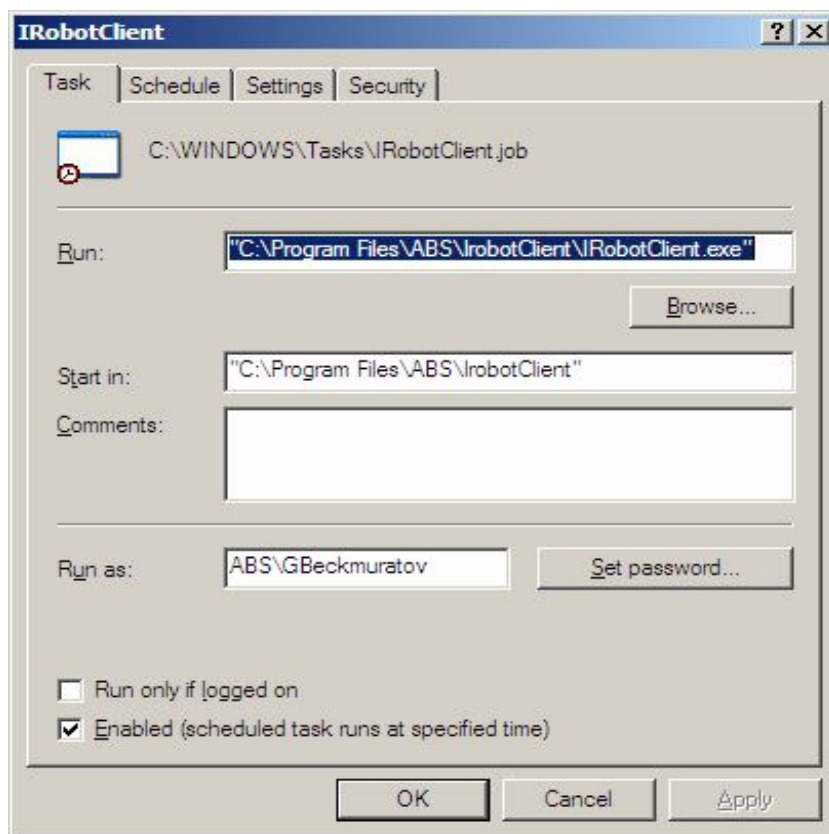 IRobotClient
Task Schedule Settings Security
C:\WINDOWS\Tasks\IRobotClient.job
Run: "C:\Program Files\ABS\IrobotClient\IRobotClient.exe"
Browse...
Start in: "C:\Program Files\ABS\IrobotClient"
Comments:
Run as: ABS\GBeckmuratov Set password...
Run only if logged on
Enabled (scheduled task runs at specified time)
OK Cancel Apply